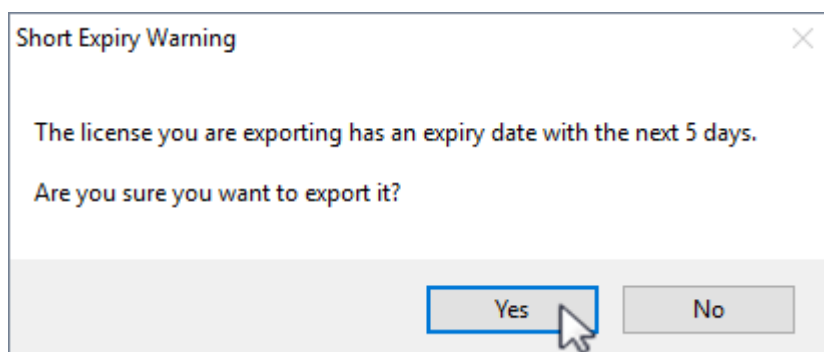 Short Expiry Warning
The license you are exporting has an expiry date with the next 5 days.
Are you sure you want to export it?
Yes
No